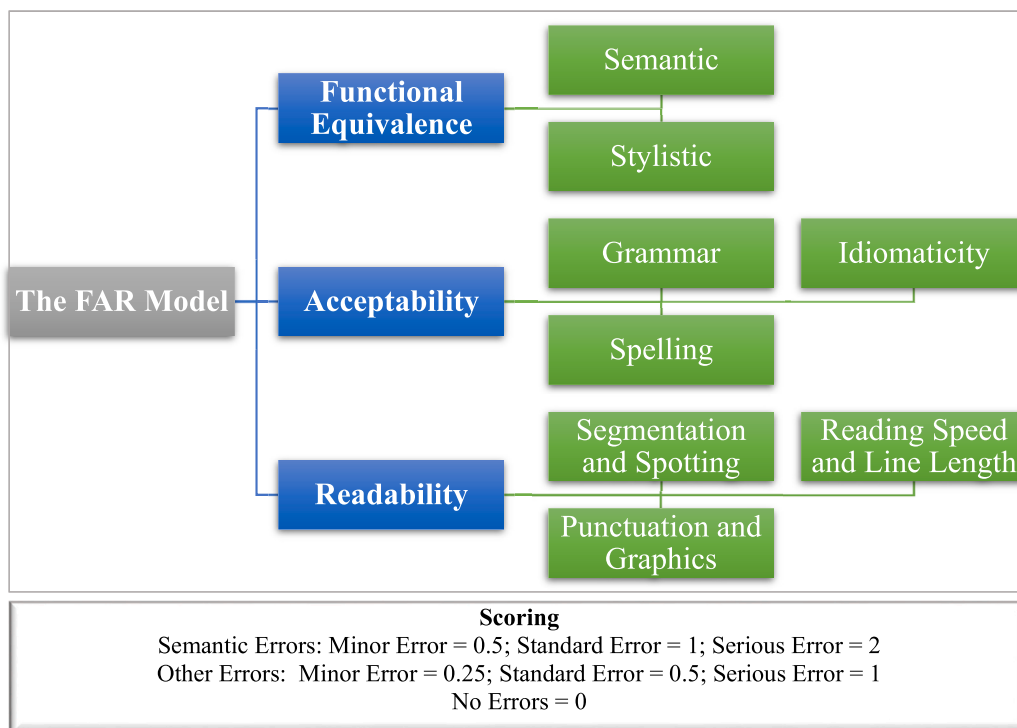 The FAR Model
Functional
Equivalence
Semantic
Stylistic
Acceptability
Grammar
Idiomaticity
Spelling
Readability
Segmentation
and Spotting
Reading Speed
and Line Length
Punctuation and
Graphics
Scoring
Semantic Errors: Minor Error = 0.5; Standard Error = 1; Serious Error = 2
Other Errors:  Minor Error = 0.25; Standard Error = 0.5; Serious Error = 1
No Errors = 0